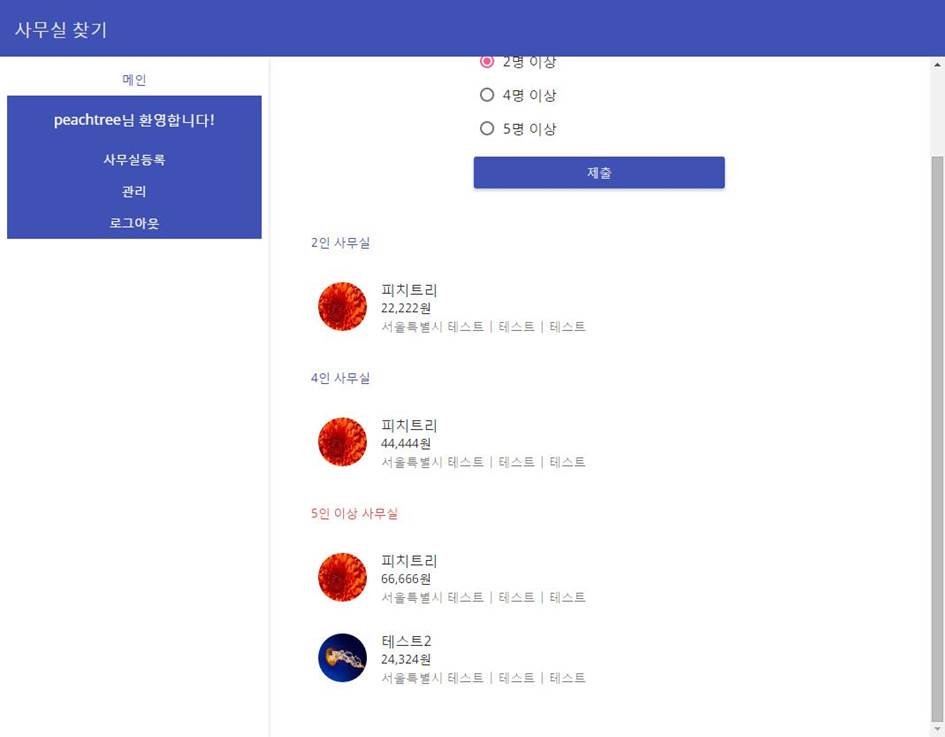 사무실 찾기
메인
peachtree님 환영합니다!
사무실등록
관리
로그아웃
2명 이상
4명 이상
5명 이상
제출
2인 사무실
피치트리
22,222원
서울특별시 테스트 | 테스트 | 테스트
4인 사무실
피치트리
44,444원
서울특별시 테스트 | 테스트 | 테스트
5인 이상 사무실
피치트리
66,666원
서울특별시 테스트 | 테스트 | 테스트
테스트2
24,324원
서울특별시 테스트 | 테스트 | 테스트